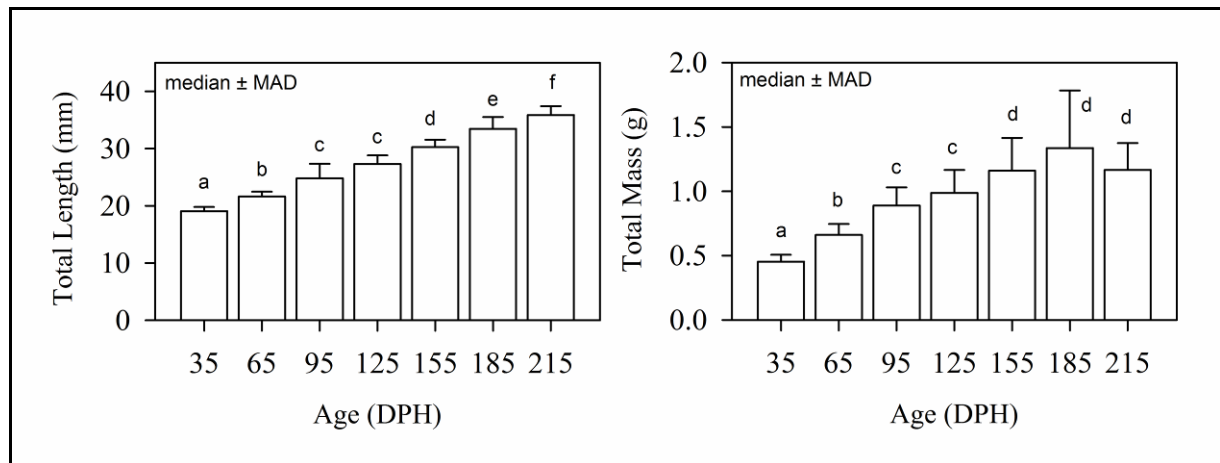 median ± MAD
a
b
c
c
d
e
f
40
30
20
10
0
Total Length (mm)
35 65 95 125 155 185 215
Age (DPH)
median ± MAD
a
b
c
c
d
d
d
2.0
1.5
1.0
0.5
0.0
Total Mass (g)
35 65 95 125 155 185 215
Age (DPH)